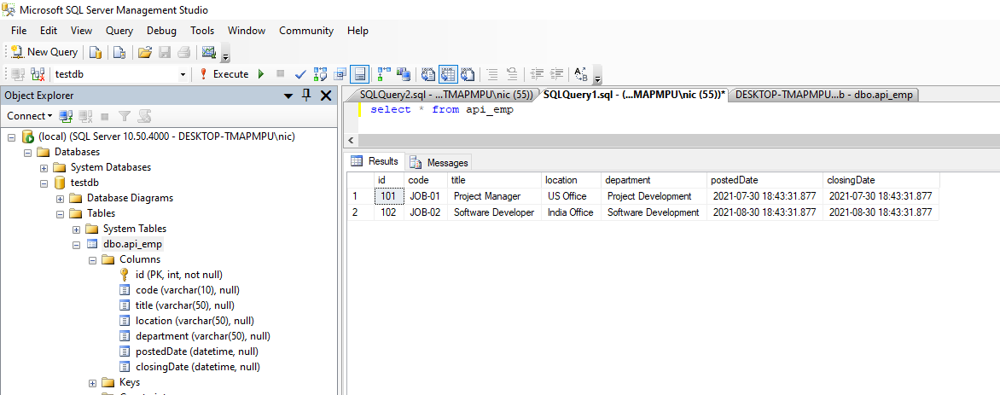 Microsoft SQL Server Management Studio
File Edit View Query Debug Tools Window Community Help
New Query
testdb Execute
Object Explorer
Connect
(local) (SQL Server 10.50.4000 - DESKTOP-TMAPMPU\nic)
Databases
System Databases
testdb
Database Diagrams
Tables
System Tables
dbo.api_emp
Columns
id (PK, int, not null)
code (varchar(10), null)
title (varchar(50), null)
location (varchar(50), null)
department (varchar(50), null)
postedDate (datetime, null)
closingDate (datetime, null)
Keys
SQLQuery2.sql - ...TMAPMPU\nic (55)) SQLQuery1.sql - (...MAPMPU\nic (55))* DESKTOP-TMAPMPU...b - dbo.api_emp
select * from api_emp
Results Messages
id code title location department postedDate closingDate
1 101 JOB-01 Project Manager US Office Project Development 2021-07-30 18:43:31.877 2021-07-30 18:43:31.877
2 102 JOB-02 Software Developer India Office Software Development 2021-08-30 18:43:31.877 2021-08-30 18:43:31.877